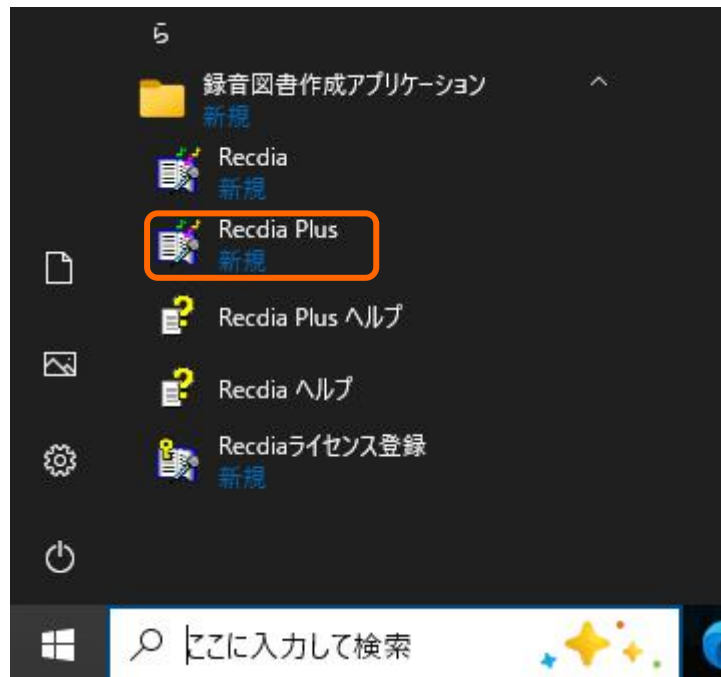 ら
録音図書作成アプリケーション
新規
Recdia
新規
Recdia Plus
新規
Recdia Plus ヘルプ
Recdia ヘルプ
Recdiaライセンス登録
新規
ここに入力して検索